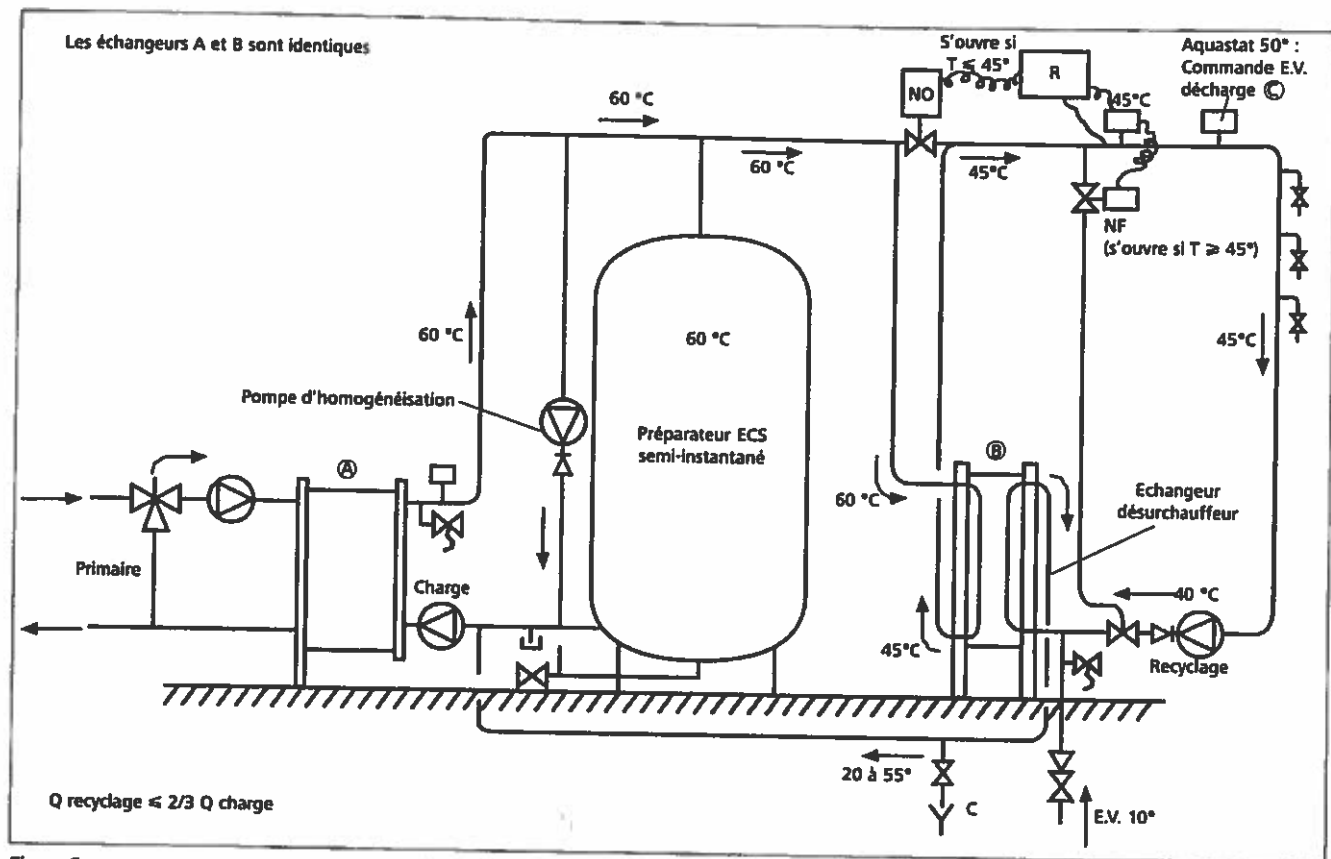 Les échangeurs A et B sont identiques
S'ouvre si
T ≤ 45°
R
NO
45°C
Aquastat 50° :
Commande E.V.
décharge Ⓒ
60 °C
60 °C
45°C
NF
(s'ouvre si T ≥ 45°)
60 °C
60 °C
45°C
Pompe d'homogénéisation
Préparateur ECS
semi-instantané
Ⓐ
Ⓑ
60 °C
Echangeur
désurchauffeur
Primaire
Charge
40 °C
45°C
Recyclage
20 à 55°
C
E.V. 10°
Q recyclage ≤ 2/3 Q charge